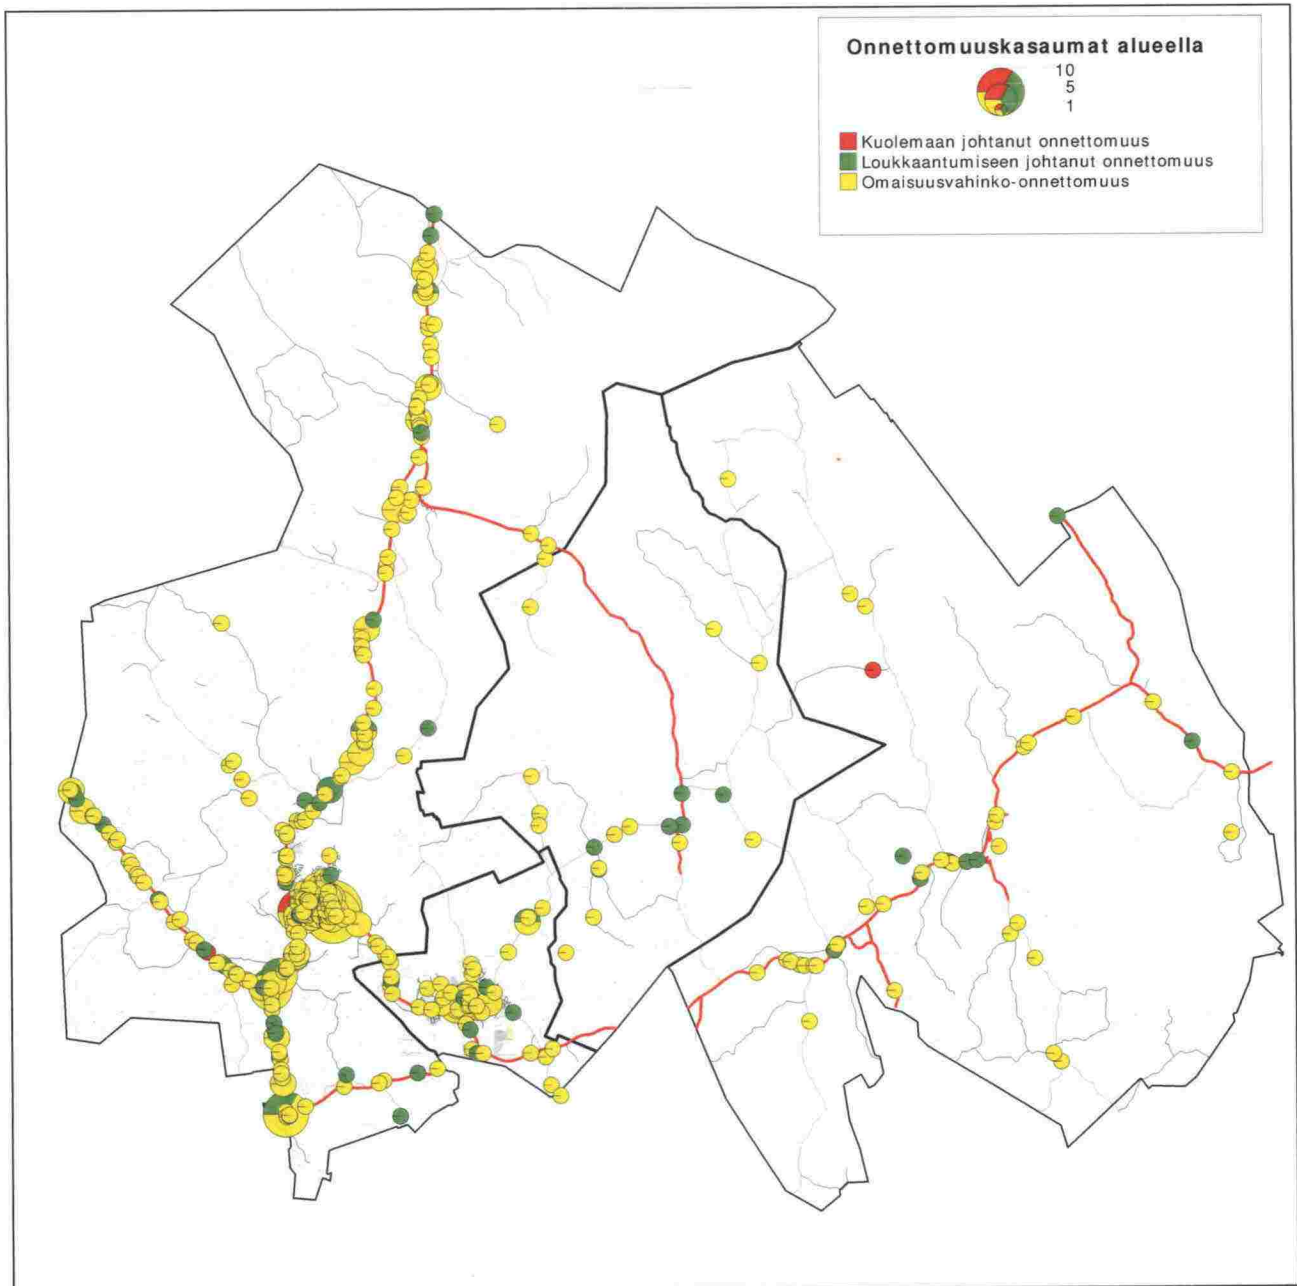 Onnettomuuskasaumat alueella
10
5
1
Kuolemaan johtanut onnettomuus
Loukkaantumiseen johtanut onnettomuus
Omaisuusvahinko-onnettomuus